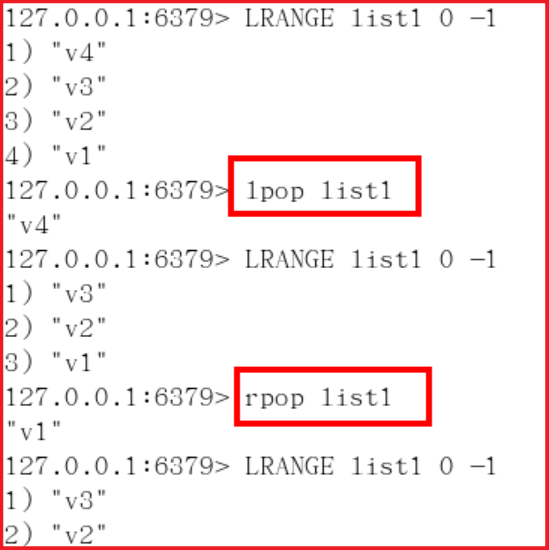 127.0.0.1:6379> LRANGE list1 0 -1
1) "v4"
2) "v3"
3) "v2"
4) "v1"
127.0.0.1:6379> lpop list1
"v4"
127.0.0.1:6379> LRANGE list1 0 -1
1) "v3"
2) "v2"
3) "v1"
127.0.0.1:6379> rpop list1
"v1"
127.0.0.1:6379> LRANGE list1 0 -1
1) "v3"
2) "v2"